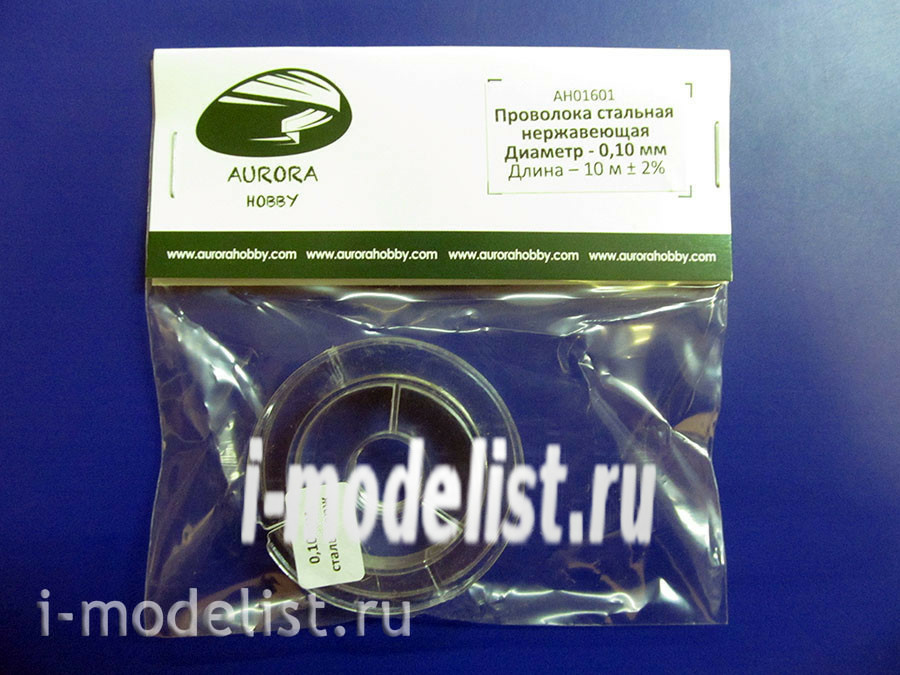 AURORA
HOBBY
AH01601
Проволока стальная
нержавеющая
Диаметр - 0,10 мм
Длина – 10 м ± 2%
www.aurorahobby.com www.aurorahobby.com www.aurorahobby.com www.aurorahobby.com
i-modelist.ru
i-modelist.ru